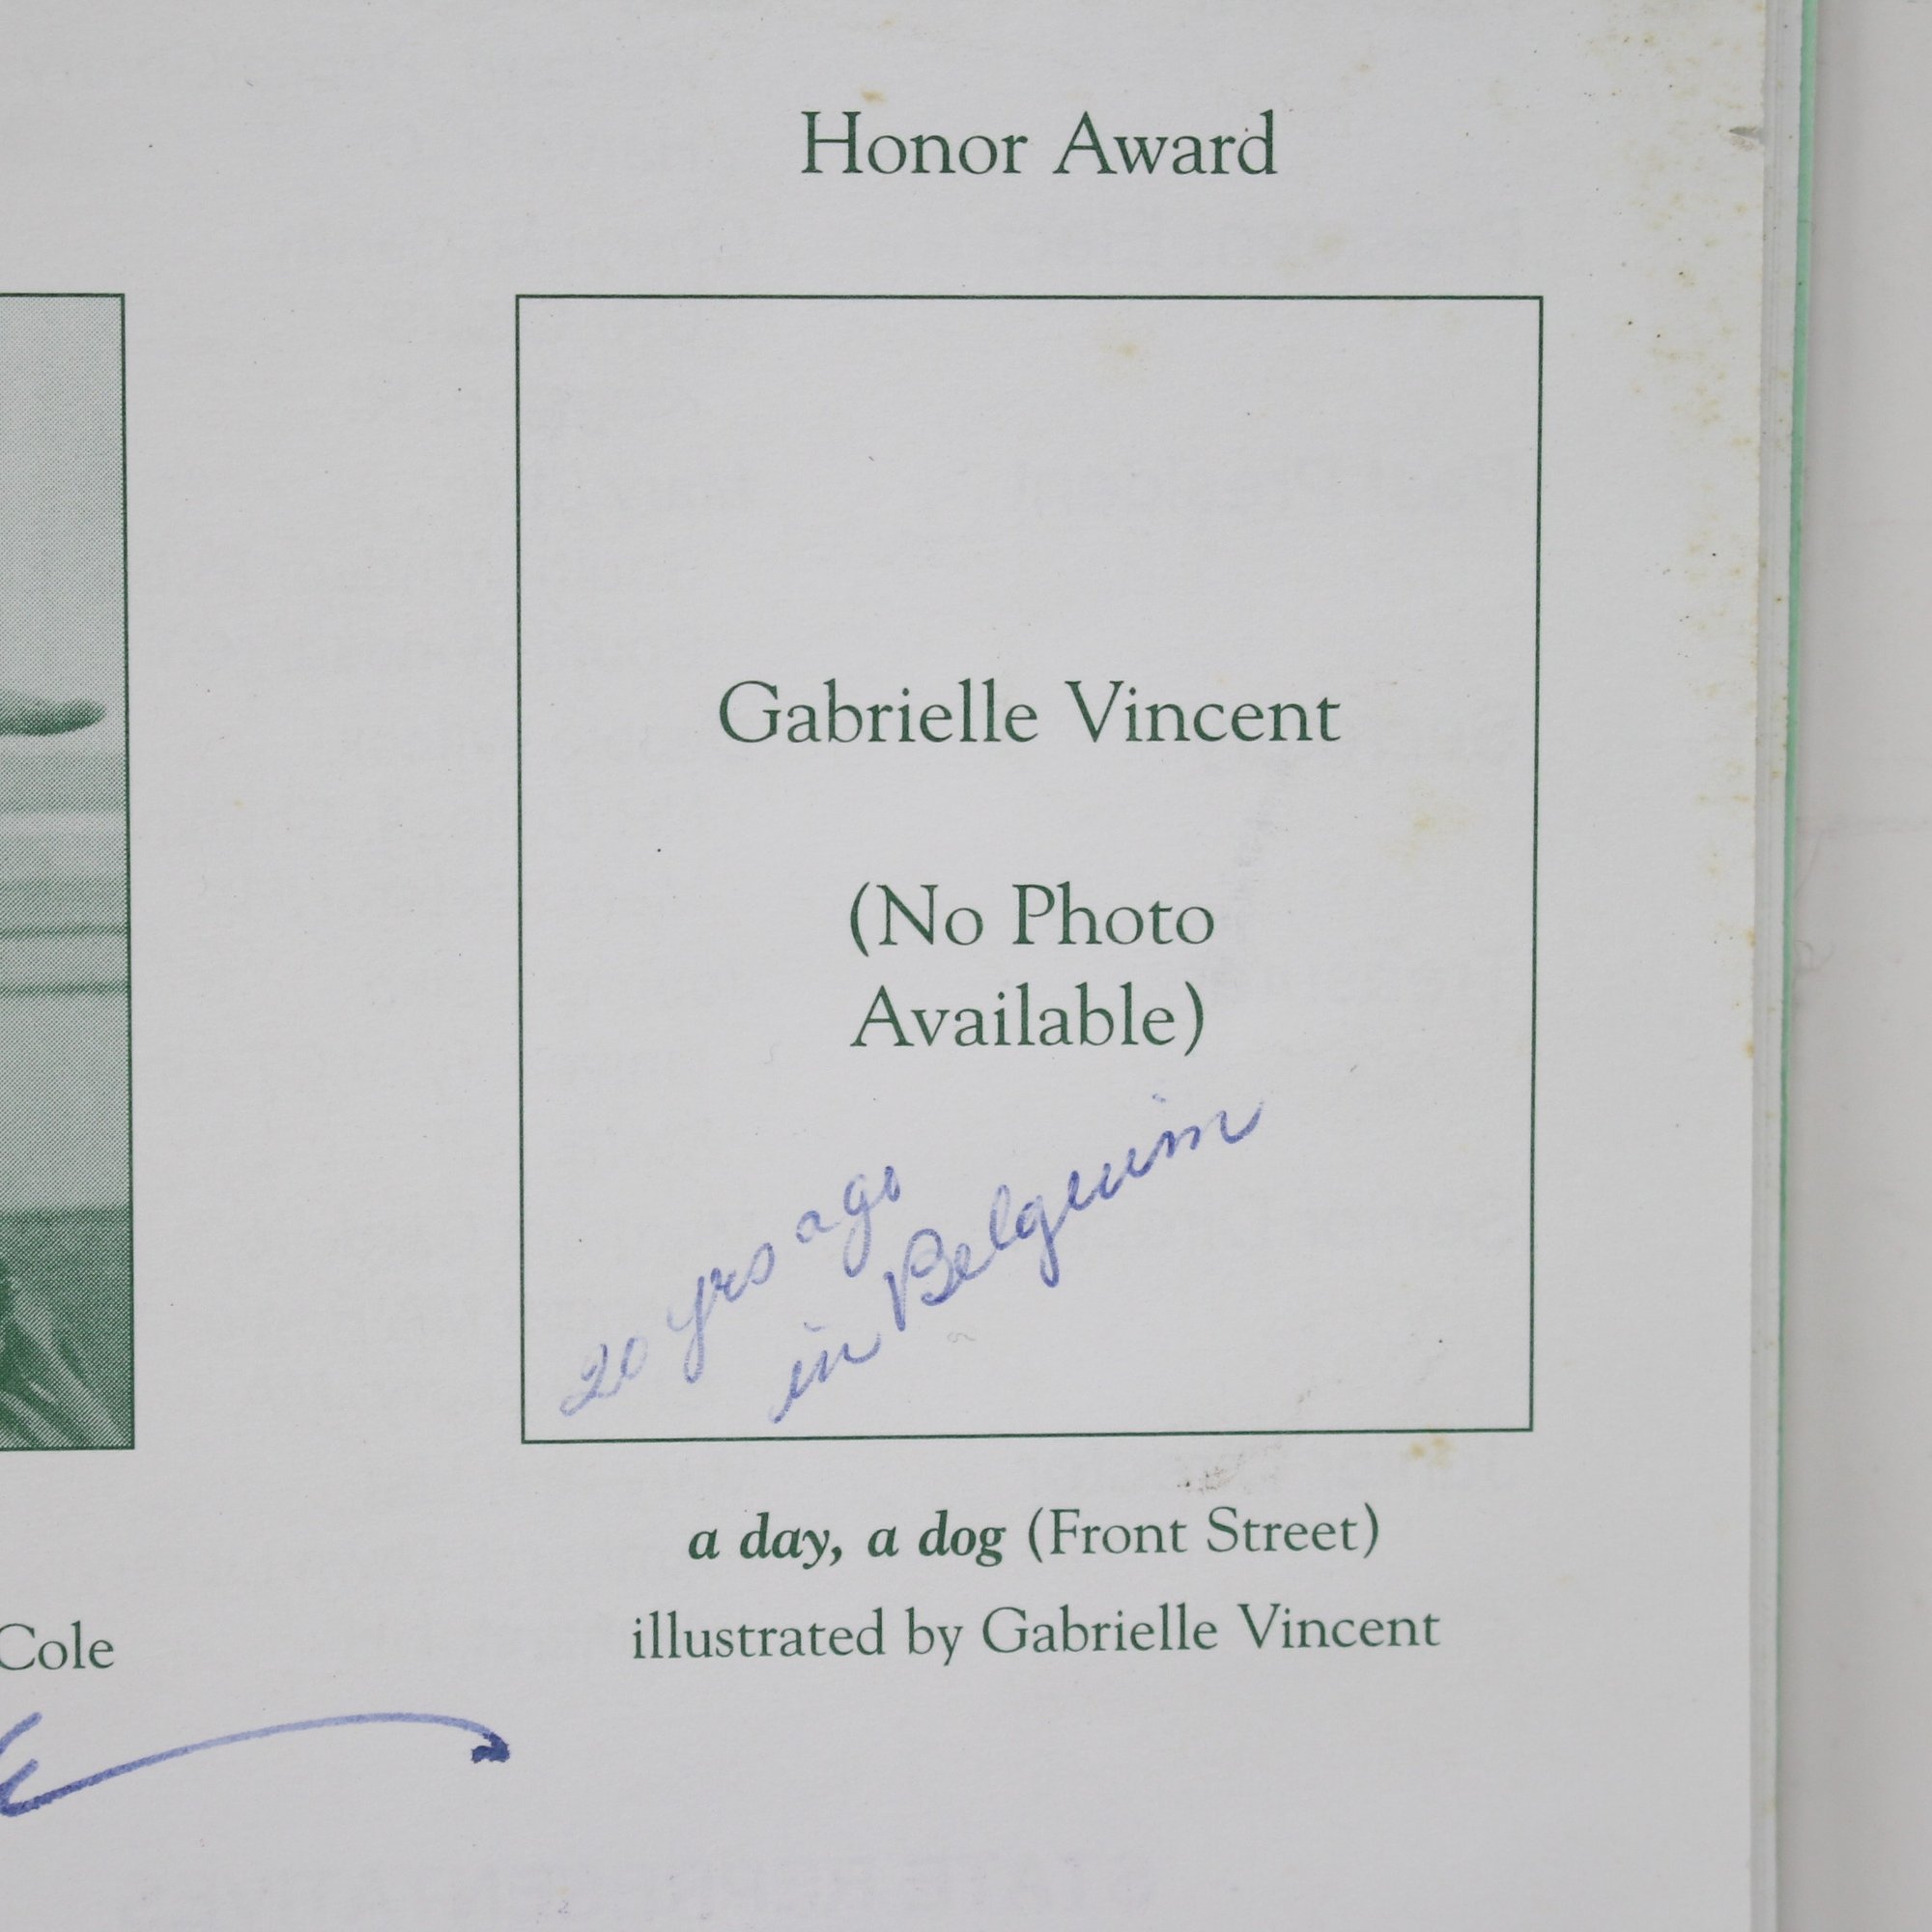 Honor Award
Gabrielle Vincent
(No Photo
Available)
20 yrs ago
in Belguim
a day, a dog (Front Street)
illustrated by Gabrielle Vincent
Cole